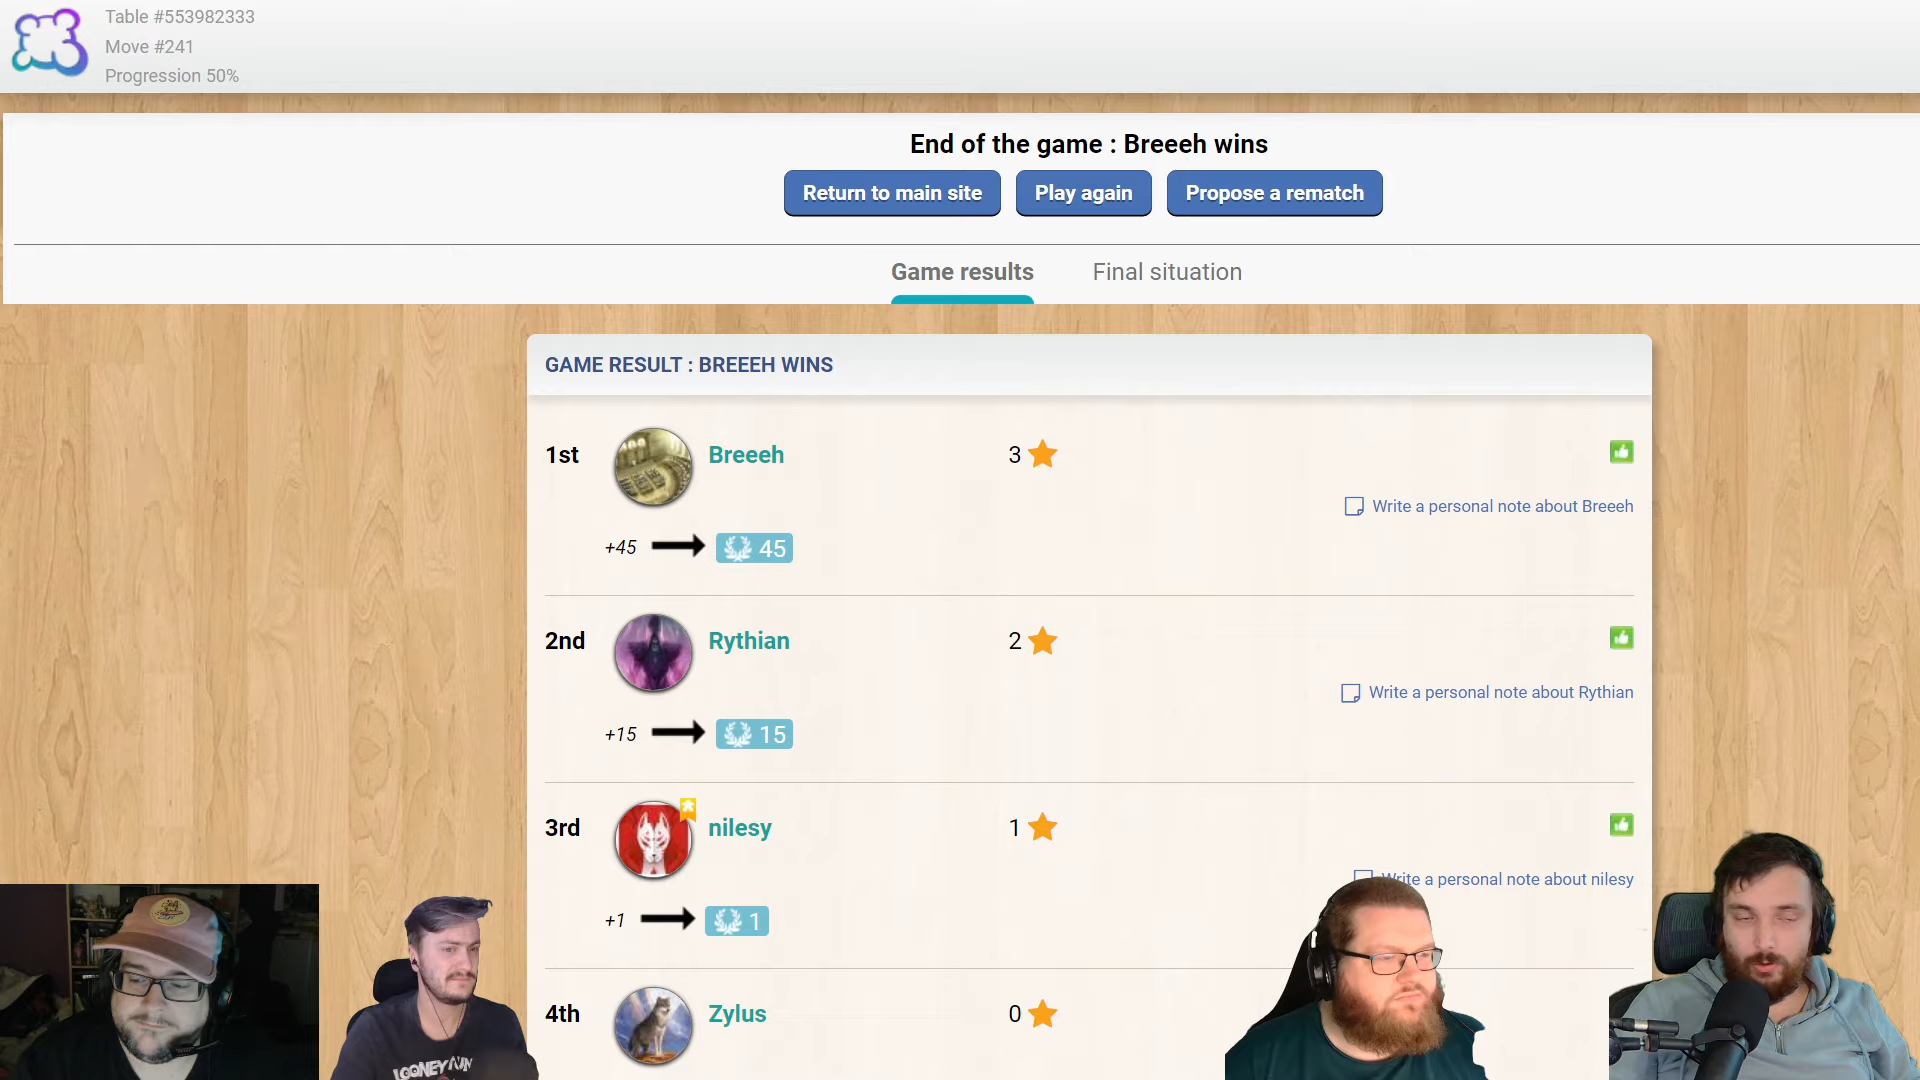 Table #553982333
Move #241
Progression 50%
End of the game : Breeeh wins
Return to main site
Play again
Propose a rematch
Game results
Final situation
GAME RESULT : BREEEH WINS
1st
Breeeh
3
Write a personal note about Breeeh
+45
45
2nd
Rythian
2
Write a personal note about Rythian
+15
15
3rd
nilesy
1
Write a personal note about nilesy
+1
1
4th
Zylus
0
LOONEY